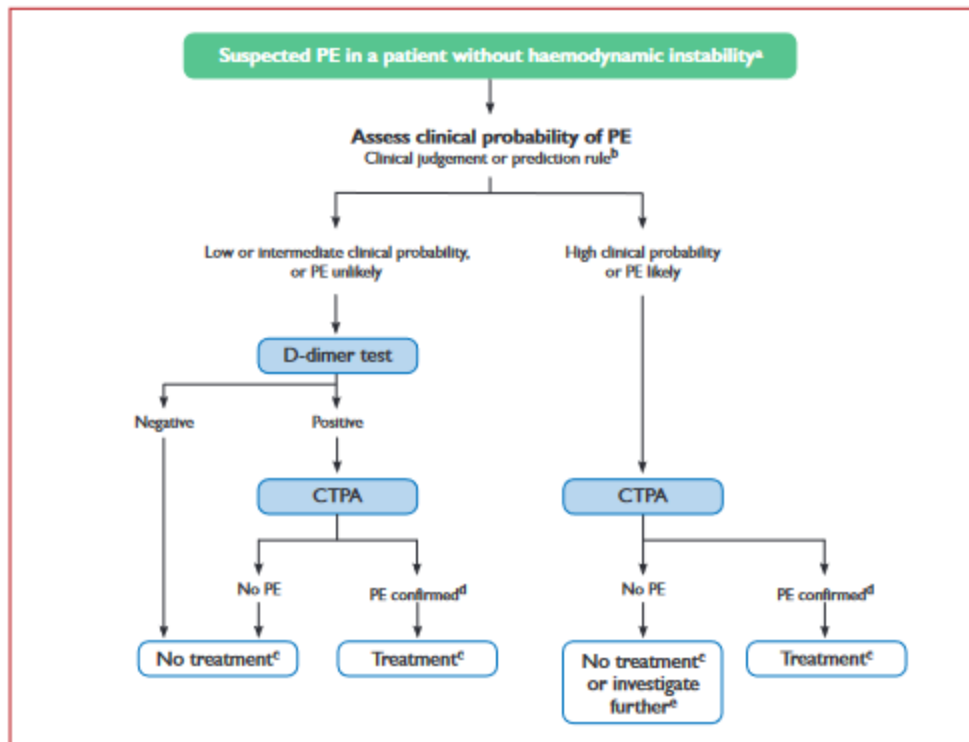 Suspected PE in a patient without haemodynamic instabilityᵃ
Assess clinical probability of PE
Clinical judgement or prediction ruleᵇ
Low or intermediate clinical probability,
or PE unlikely
High clinical probability
or PE likely
D-dimer test
Negative
Positive
CTPA
CTPA
No PE
PE confirmedᵈ
No PE
PE confirmedᵈ
No treatmentᶜ
Treatmentᶜ
No treatmentᶜ
or investigate
furtherᵉ
Treatmentᶜ